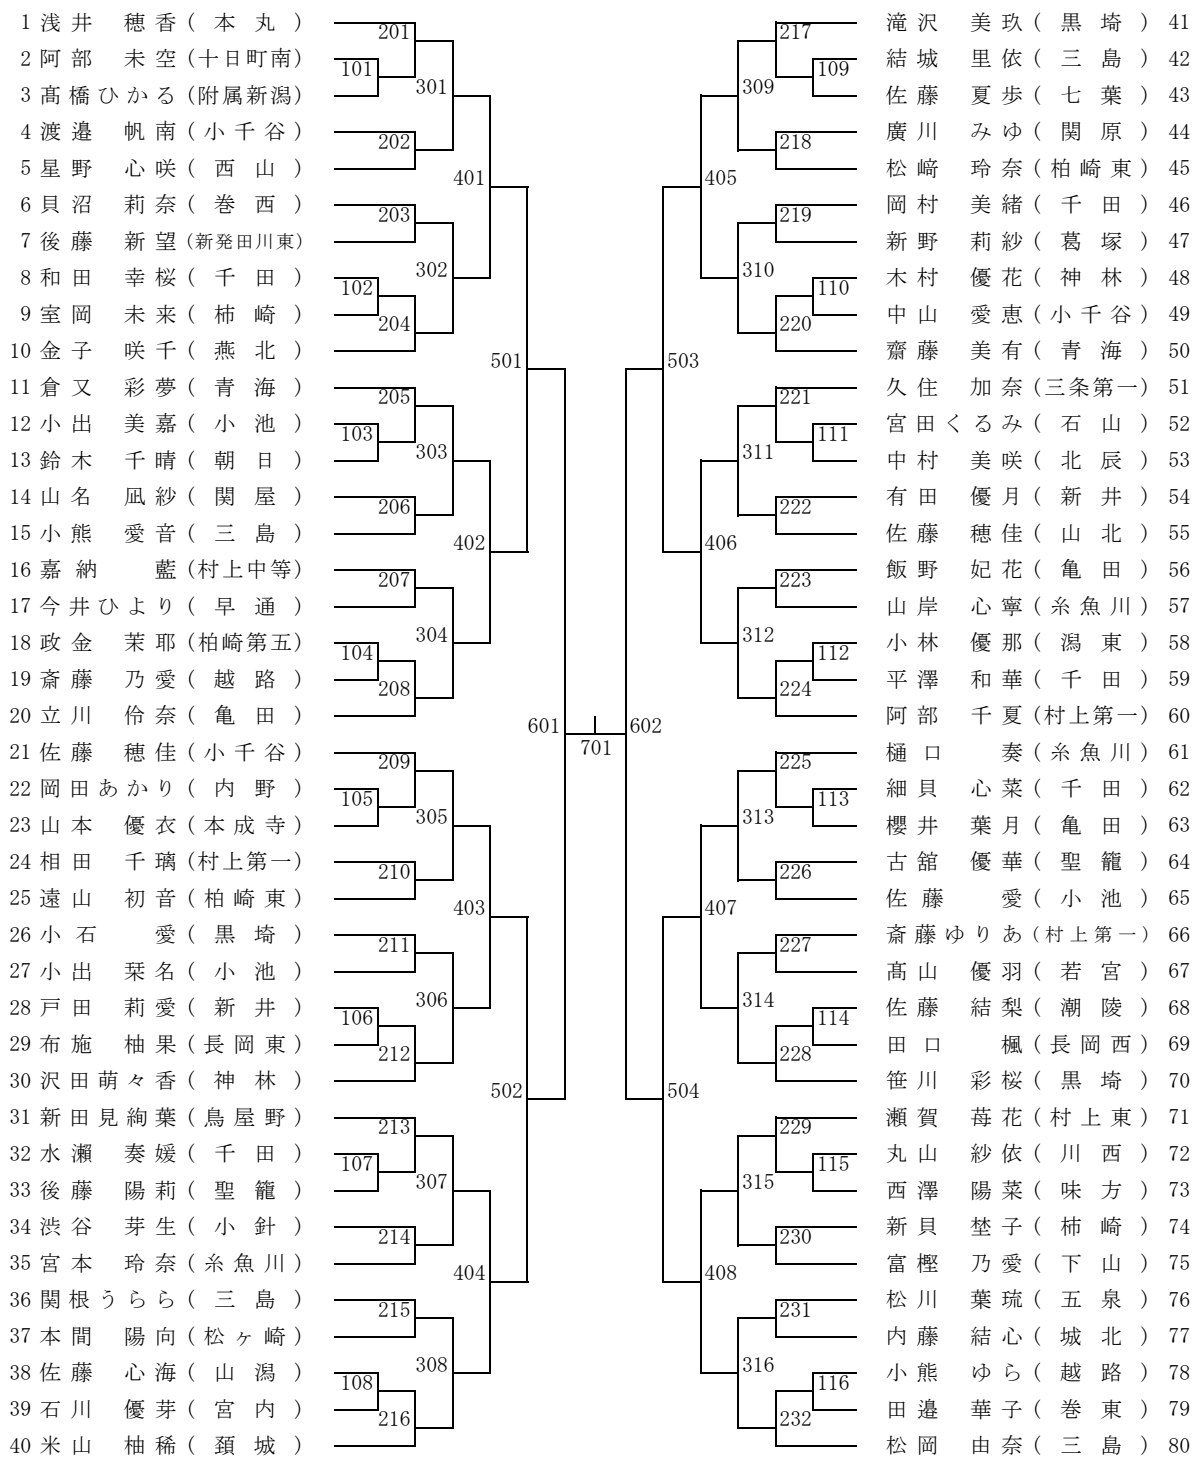 1 浅井 穂香 (本丸)
201
2 阿部 未空 (十日町南)
101
3 髙橋ひかる (附属新潟)
301
4 渡邉 帆南 (小千谷)
202
5 星野 心咲 (西山)
401
6 貝沼 莉奈 (巻西)
203
7 後藤 新望 (新発田川東)
302
8 和田 幸桜 (千田)
102
9 室岡 未来 (柿崎)
204
10 金子 咲千 (燕北)
501
11 倉又 彩夢 (青海)
205
12 小出 美嘉 (小池)
103
13 鈴木 千晴 (朝日)
303
14 山名 凪紗 (関屋)
206
15 小熊 愛音 (三島)
402
16 嘉納 藍 (村上中等)
207
17 今井ひより (早通)
304
18 政金 茉耶 (柏崎第五)
104
19 斎藤 乃愛 (越路)
208
20 立川 伶奈 (亀田)
601
701
21 佐藤 穂佳 (小千谷)
209
22 岡田あかり (内野)
105
23 山本 優衣 (本成寺)
305
24 相田 千璃 (村上第一)
210
25 遠山 初音 (柏崎東)
403
26 小石 愛 (黒埼)
211
27 小出 栞名 (小池)
306
28 戸田 莉愛 (新井)
106
29 布施 柚果 (長岡東)
212
30 沢田萌々香 (神林)
502
31 新田見絢葉 (鳥屋野)
213
32 水瀬 奏媛 (千田)
107
33 後藤 陽莉 (聖籠)
307
34 渋谷 芽生 (小針)
214
35 宮本 玲奈 (糸魚川)
404
36 関根うらら (三島)
215
37 本間 陽向 (松ヶ崎)
308
38 佐藤 心海 (山潟)
108
39 石川 優芽 (宮内)
216
40 米山 柚稀 (頚城)
滝沢 美玖 (黒埼) 41
217
結城 里依 (三島) 42
109
佐藤 夏歩 (七葉) 43
309
廣川 みゆ (関原) 44
218
松﨑 玲奈 (柏崎東) 45
405
岡村 美緒 (千田) 46
219
新野 莉紗 (葛塚) 47
310
木村 優花 (神林) 48
110
中山 愛恵 (小千谷) 49
220
齋藤 美有 (青海) 50
503
久住 加奈 (三条第一) 51
221
宮田くるみ (石山) 52
111
中村 美咲 (北辰) 53
311
有田 優月 (新井) 54
222
佐藤 穂佳 (山北) 55
406
飯野 妃花 (亀田) 56
223
山岸 心寧 (糸魚川) 57
312
小林 優那 (潟東) 58
112
平澤 和華 (千田) 59
224
阿部 千夏 (村上第一) 60
602
樋口 奏 (糸魚川) 61
225
細貝 心菜 (千田) 62
113
櫻井 葉月 (亀田) 63
313
古舘 優華 (聖籠) 64
226
佐藤 愛 (小池) 65
407
斎藤ゆりあ (村上第一) 66
227
髙山 優羽 (若宮) 67
314
佐藤 結梨 (潮陵) 68
114
田口 楓 (長岡西) 69
228
笹川 彩桜 (黒埼) 70
504
瀬賀 苺花 (村上東) 71
229
丸山 紗依 (川西) 72
115
西澤 陽菜 (味方) 73
315
新貝 埜子 (柿崎) 74
230
富樫 乃愛 (下山) 75
408
松川 葉琉 (五泉) 76
231
内藤 結心 (城北) 77
316
小熊 ゆら (越路) 78
116
田邉 華子 (巻東) 79
232
松岡 由奈 (三島) 80